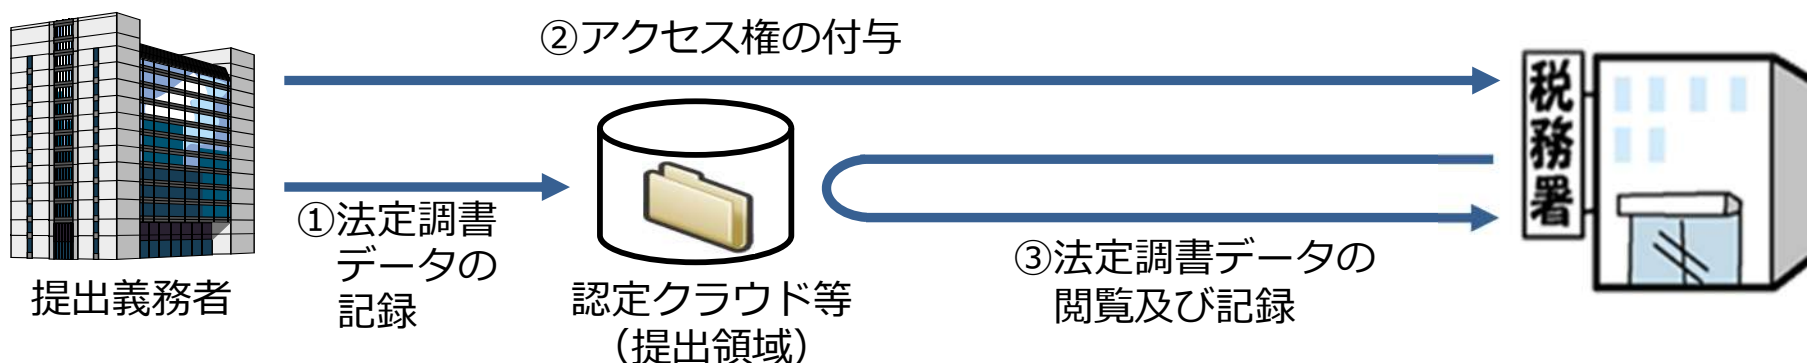 ②アクセス権の付与
税務署
①法定調書
データの
記録
提出義務者
認定クラウド等
（提出領域）
③法定調書データの
閲覧及び記録